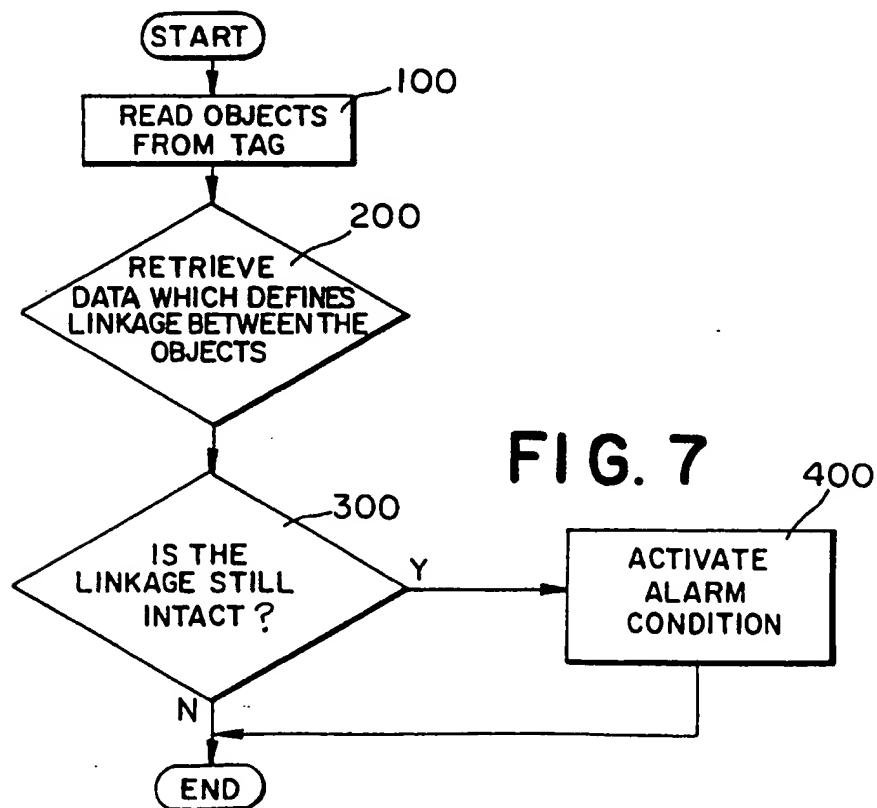 START
100
READ OBJECTS
FROM TAG
200
RETRIEVE
DATA WHICH DEFINES
LINKAGE BETWEEN THE
OBJECTS
FIG. 7
300
IS THE
LINKAGE STILL
INTACT?
Y
400
ACTIVATE
ALARM
CONDITION
N
END